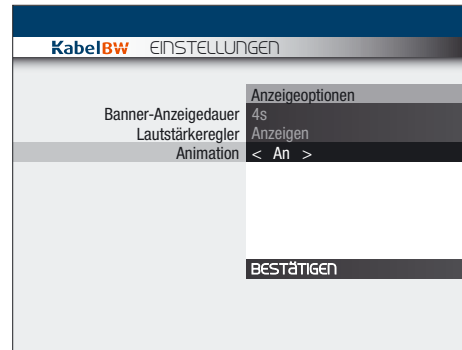 KabelBW EINSTELLUNGEN
Anzeigeoptionen
Banner-Anzeigedauer 4s
Lautstärkeregler Anzeigen
Animation < An >
BESTÄTIGEN